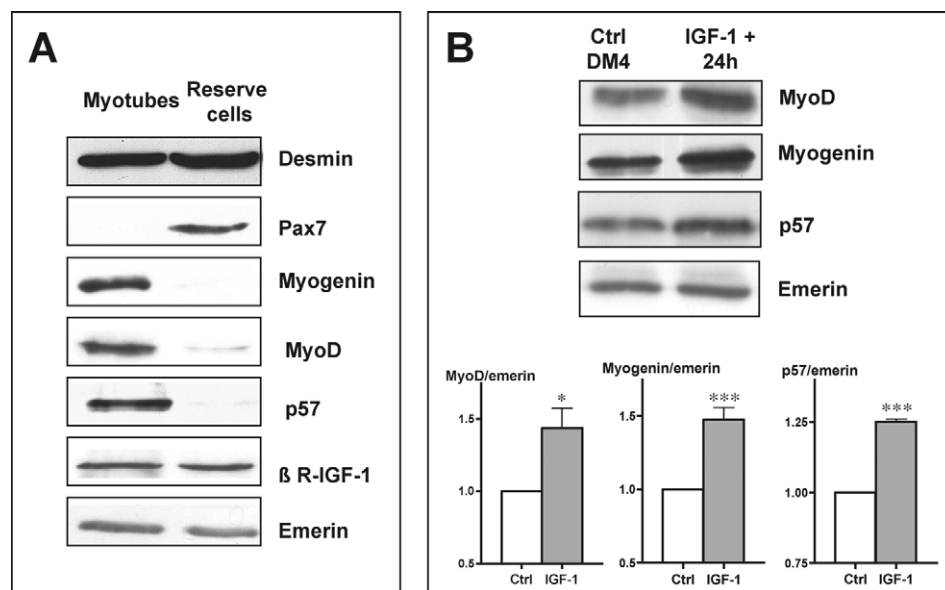 A
Myotubes
Reserve
cells
Desmin
Pax7
Myogenin
MyoD
p57
ß R-IGF-1
Emerin
B
Ctrl
DM4
IGF-1 +
24h
MyoD
Myogenin
p57
Emerin
MyoD/emerin
1.5
1.0
0.5
*
Ctrl IGF-1
Myogenin/emerin
1.5
1.0
0.5
***
Ctrl IGF-1
p57/emerin
1.25
1.00
0.75
***
Ctrl IGF-1